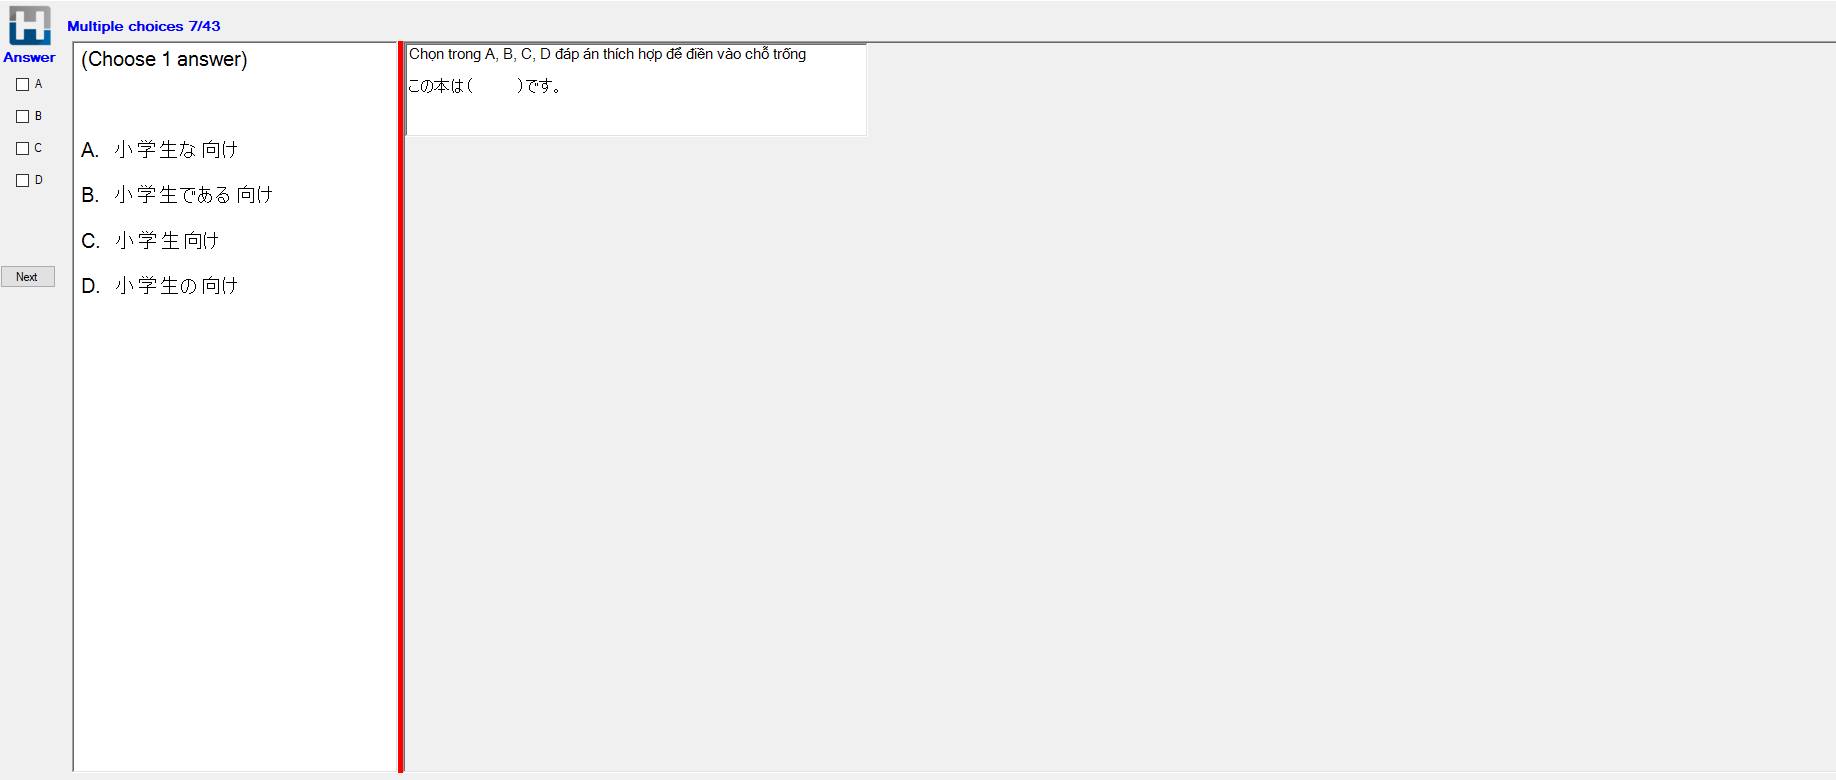 Multiple choices 7/43
Answer
A
B
C
D
Next
(Choose 1 answer)
A. 小学生な向け
B. 小学生である向け
C. 小学生向け
D. 小学生の向け
Chọn trong A, B, C, D đáp án thích hợp để điền vào chỗ trống
この本は(　　　)です。